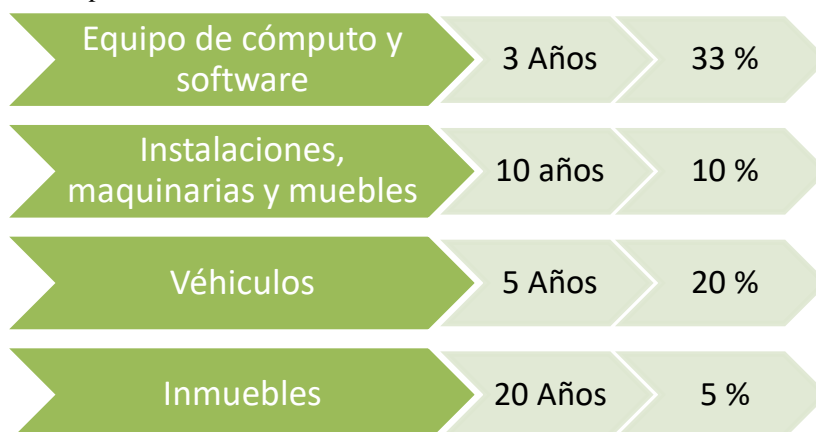 Equipo de cómputo y
software
3 Años
33 %
Instalaciones,
maquinarias y muebles
10 años
10 %
Véhiculos
5 Años
20 %
Inmuebles
20 Años
5 %